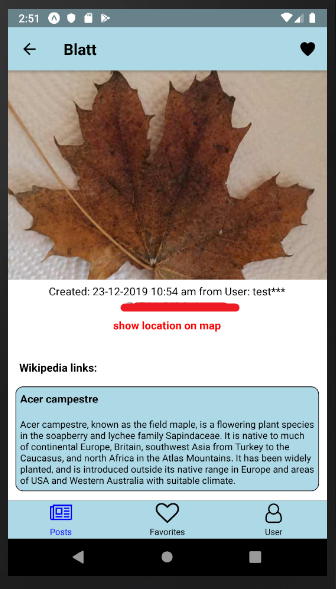 2:51
Blatt
Created: 23-12-2019 10:54 am from User: test***
show location on map
Wikipedia links:
Acer campestre
Acer campestre, known as the field maple, is a flowering plant species
in the soapberry and lychee family Sapindaceae. It is native to much
of continental Europe, Britain, southwest Asia from Turkey to the
Caucasus, and north Africa in the Atlas Mountains. It has been widely
planted, and is introduced outside its native range in Europe and areas
of USA and Western Australia with suitable climate.
Posts
Favorites
User